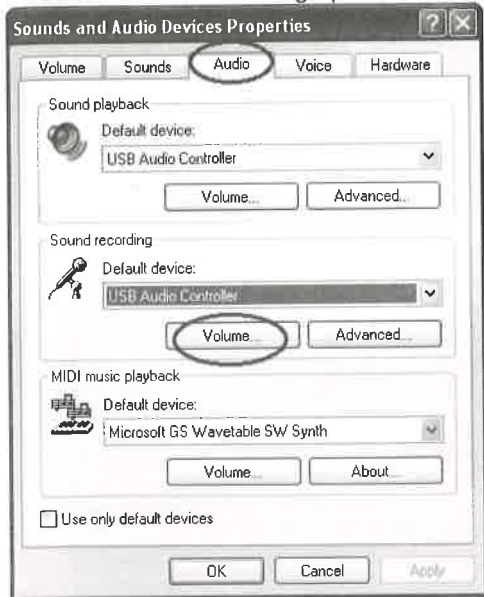 Sounds and Audio Devices Properties
Volume Sounds Audio Voice Hardware
Sound playback
Default device:
USB Audio Controller
Volume... Advanced...
Sound recording
Default device:
USB Audio Controller
Volume... Advanced...
MIDI music playback
Default device:
Microsoft GS Wavetable SW Synth
Volume... About...
Use only default devices
OK Cancel Apply